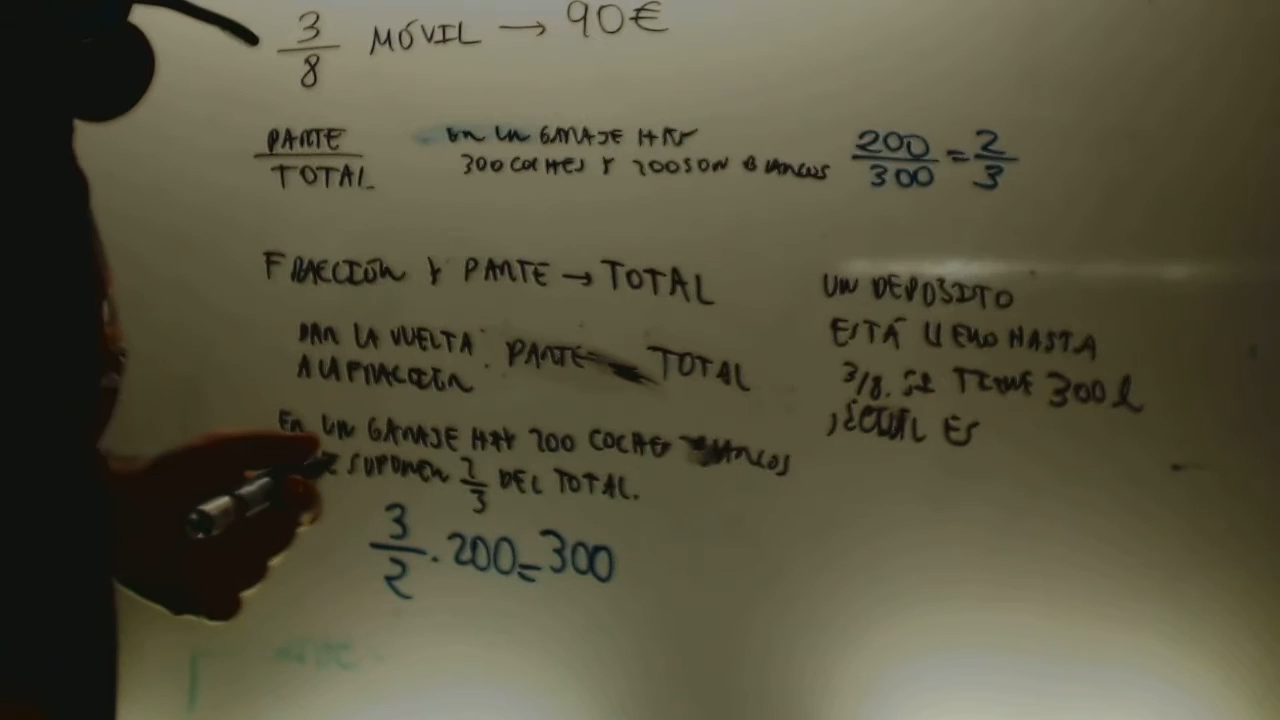 3/8 MÓVIL → 90€
PARTE/TOTAL
EN UN GARAJE HAY
300 COCHES Y 200 SON BLANCOS
200/300 = 2/3
FRACCIÓN Y PARTE → TOTAL
DAR LA VUELTA
A LA FRACCIÓN
: PARTE TOTAL
EN UN GARAJE HAY 200 COCHES BLANCOS
SUPONEN 2/3 DEL TOTAL.
3/2 · 200 = 300
UN DEPÓSITO
ESTÁ LLENO HASTA
3/8. SI TIENE 300 l
ES